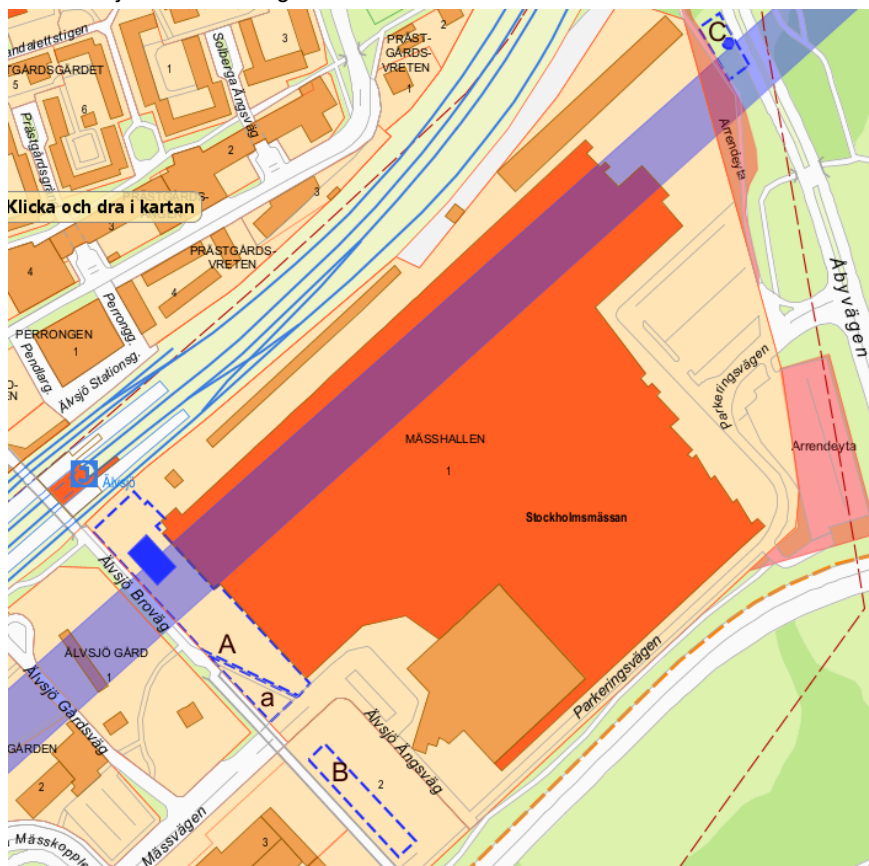 andalettstigen
Solberga Ängsväg
3
1
PRÄST-
GÅRDS-
VRETEN
2
1
C
TGÅRDSGÄRDET
5
6
2
Arrendeyta
Klicka och dra i kartan
3
3
PRÄSTGÅRDS-
VRETEN
4
4
Åbyvägen
PERRONGEN
1
Perrongg.
Pendlarg.
Älvsjö Stationsg.
Parkeringsvägen
MÄSSHALLEN
1
Arrendeyta
Älvsjö
Stockholmsmässan
Älvsjö Broväg
A
ÄLVSJÖ GÅRD
1
a
Älvsjö Gårdsväg
Parkeringsvägen
Älvsjö Ängsväg
GÅRDEN
2
B
2
Mässvägen
Mässkopple
3